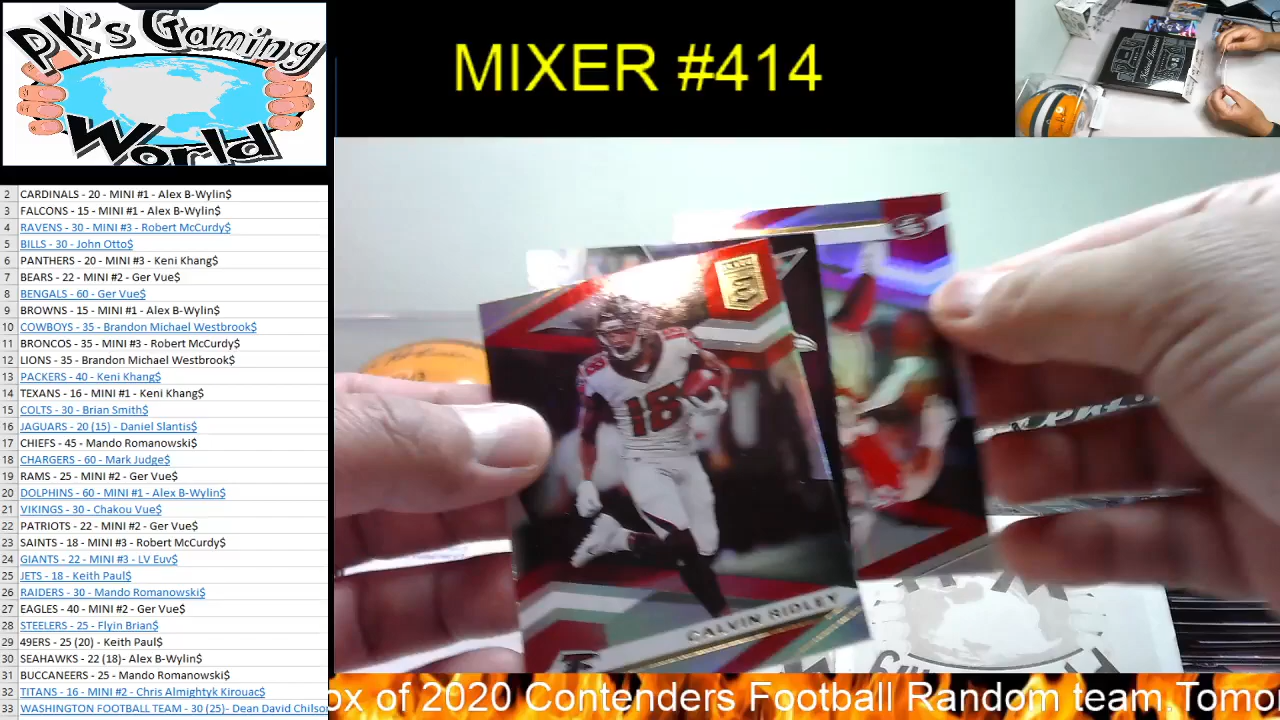 PK's Gaming
World
MIXER #414
2 CARDINALS - 20 - MINI #1 - Alex B-Wylin$
3 FALCONS - 15 - MINI #1 - Alex B-Wylin$
4 RAVENS - 30 - MINI #3 - Robert McCurdy$
5 BILLS - 30 - John Otto$
6 PANTHERS - 20 - MINI #3 - Keni Khang$
7 BEARS - 22 - MINI #2 - Ger Vue$
8 BENGALS - 60 - Ger Vue$
9 BROWNS - 15 - MINI #1 - Alex B-Wylin$
10 COWBOYS - 35 - Brandon Michael Westbrook$
11 BRONCOS - 35 - MINI #3 - Robert McCurdy$
12 LIONS - 35 - Brandon Michael Westbrook$
13 PACKERS - 40 - Keni Khang$
14 TEXANS - 16 - MINI #1 - Keni Khang$
15 COLTS - 30 - Brian Smith$
16 JAGUARS - 20 (15) - Daniel Slantis$
17 CHIEFS - 45 - Mando Romanowski$
18 CHARGERS - 60 - Mark Judge$
19 RAMS - 25 - MINI #2 - Ger Vue$
20 DOLPHINS - 60 - MINI #1 - Alex B-Wylin$
21 VIKINGS - 30 - Chakou Vue$
22 PATRIOTS - 22 - MINI #2 - Ger Vue$
23 SAINTS - 18 - MINI #3 - Robert McCurdy$
24 GIANTS - 22 - MINI #3 - LV Euv$
25 JETS - 18 - Keith Paul$
26 RAIDERS - 30 - Mando Romanowski$
27 EAGLES - 40 - MINI #2 - Ger Vue$
28 STEELERS - 25 - Flyin Brian$
29 49ERS - 25 (20) - Keith Paul$
30 SEAHAWKS - 22 (18)- Alex B-Wylin$
31 BUCCANEERS - 25 - Mando Romanowski$
32 TITANS - 16 - MINI #2 - Chris Almightyk Kirouac$
33 WASHINGTON FOOTBALL TEAM - 30 (25)- Dean David Chilson
18
CALVIN RIDLEY
ox of 2020 Contenders Football Random team Tomo